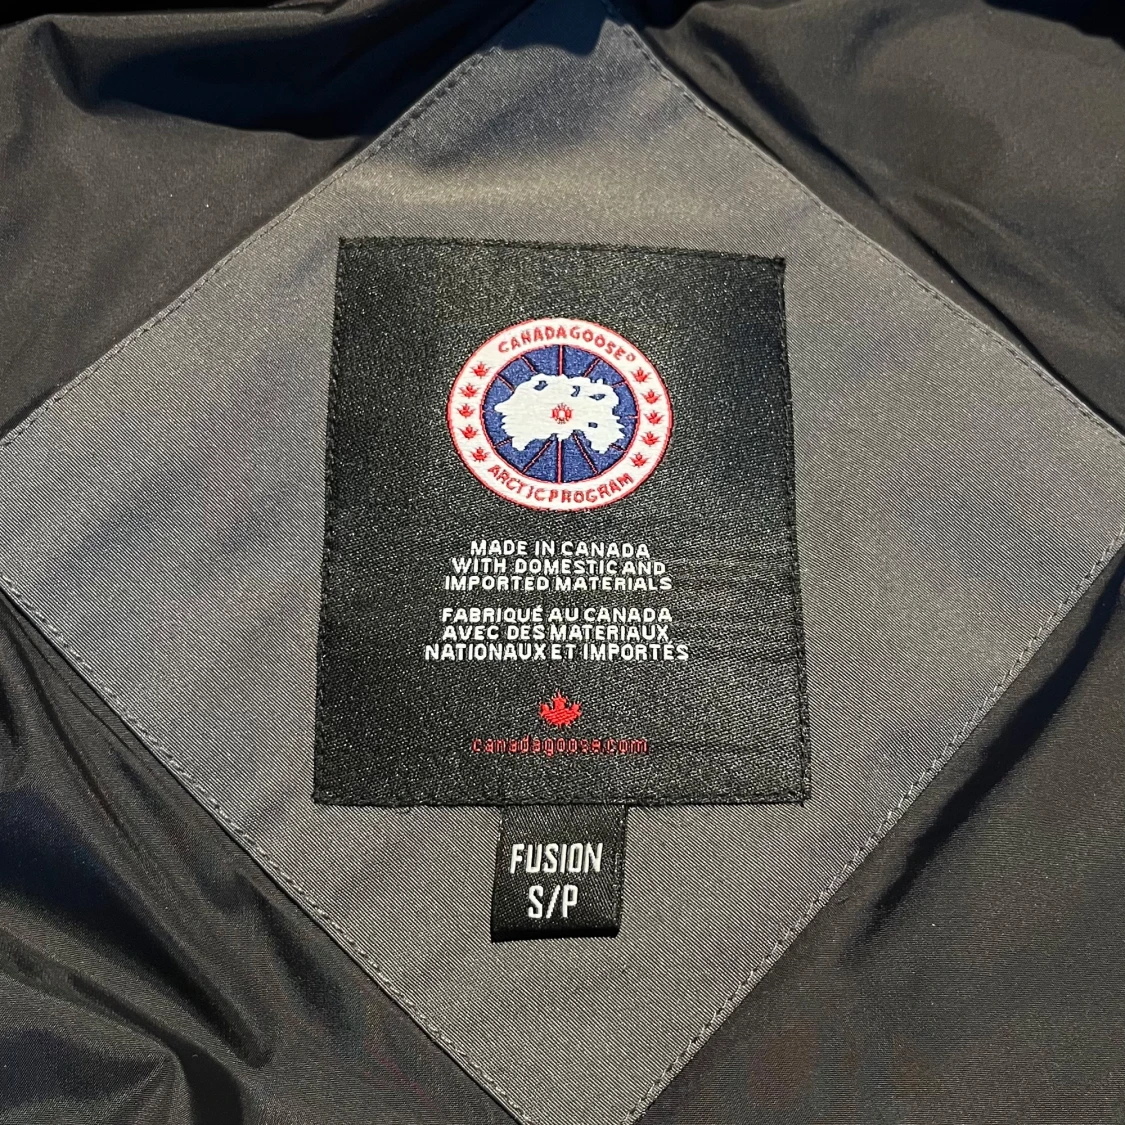 CANADA GOOSE®
ARCTIC PROGRAM
MADE IN CANADA
WITH DOMESTIC AND
IMPORTED MATERIALS
FABRIQUÉ AU CANADA
AVEC DES MATERIAUX
NATIONAUX ET IMPORTÉS
canadagoose.com
FUSION
S/P